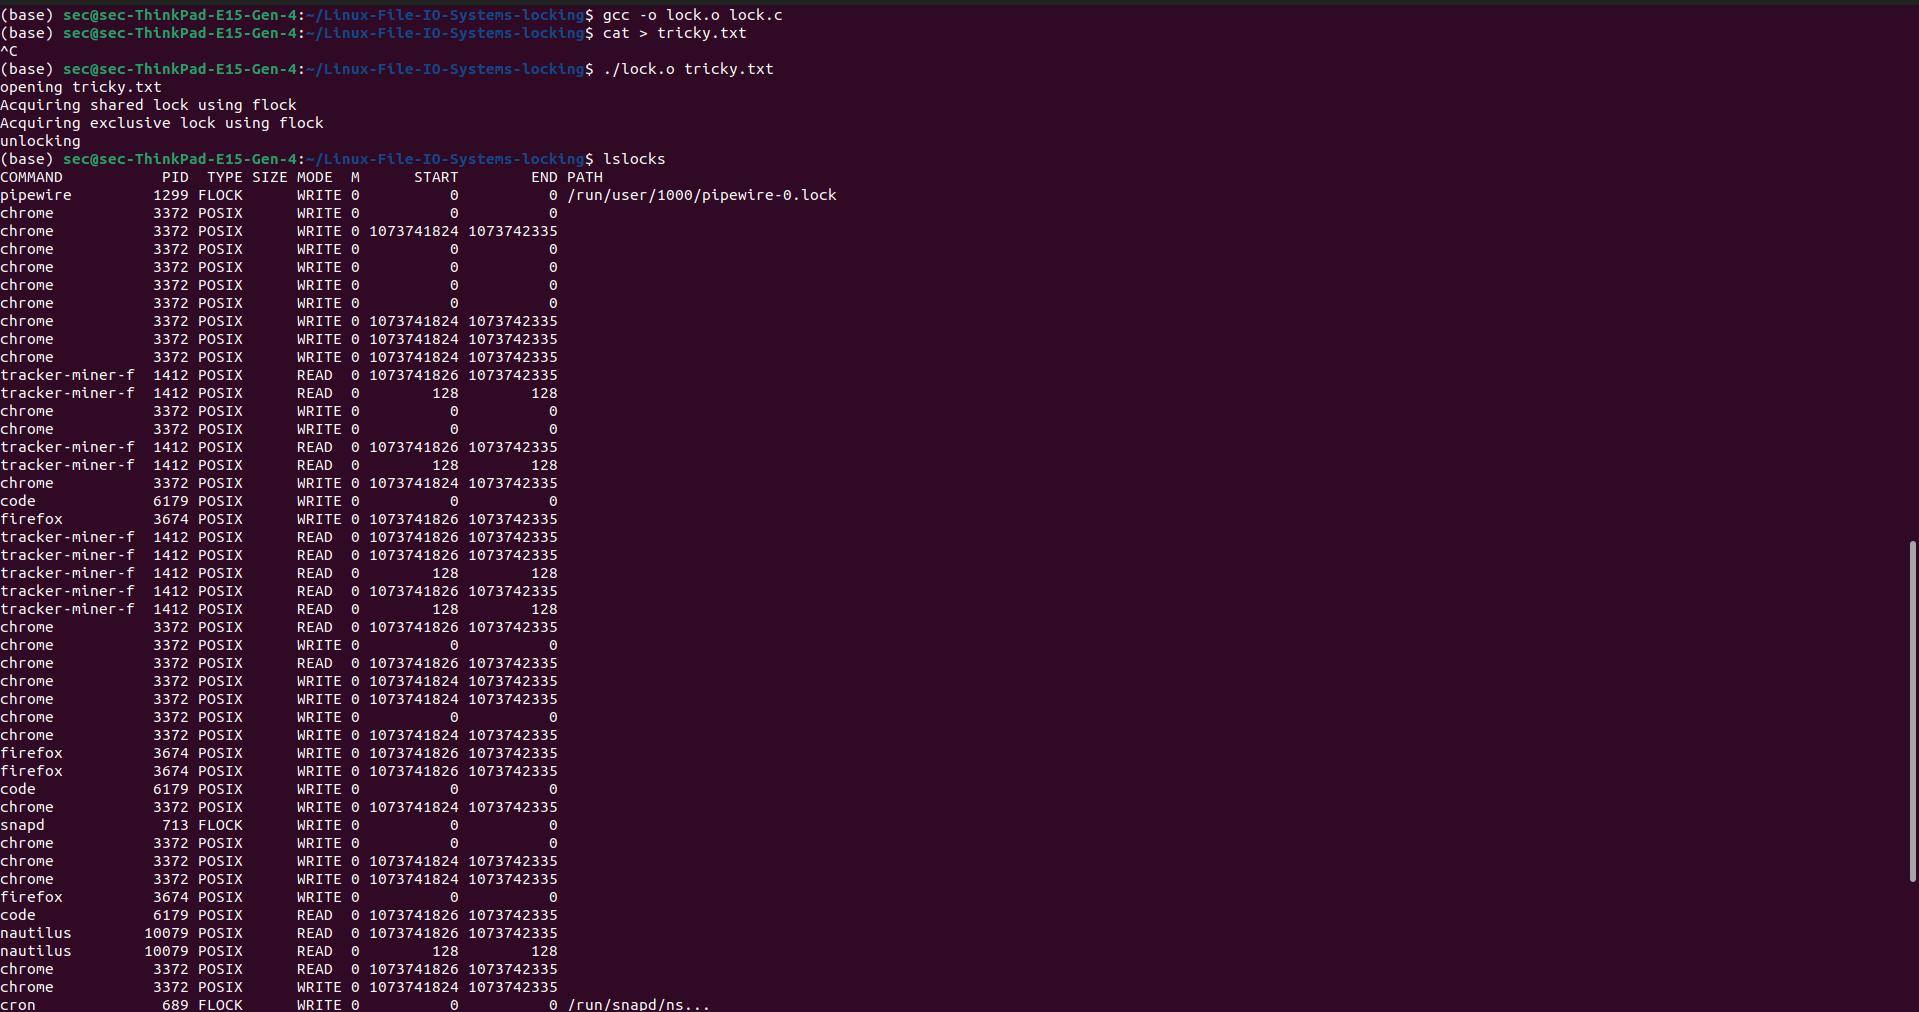 (base) sec@sec-ThinkPad-E15-Gen-4:~/Linux-File-IO-Systems-locking$ gcc -o lock.o lock.c
(base) sec@sec-ThinkPad-E15-Gen-4:~/Linux-File-IO-Systems-locking$ cat > tricky.txt
^C
(base) sec@sec-ThinkPad-E15-Gen-4:~/Linux-File-IO-Systems-locking$ ./lock.o tricky.txt
opening tricky.txt
Acquiring shared lock using flock
Acquiring exclusive lock using flock
unlocking
(base) sec@sec-ThinkPad-E15-Gen-4:~/Linux-File-IO-Systems-locking$ lslocks
COMMAND           PID  TYPE SIZE MODE  M      START        END PATH
pipewire         1299 FLOCK      WRITE 0          0          0 /run/user/1000/pipewire-0.lock
chrome           3372 POSIX      WRITE 0          0          0
chrome           3372 POSIX      WRITE 0 1073741824 1073742335
chrome           3372 POSIX      WRITE 0          0          0
chrome           3372 POSIX      WRITE 0          0          0
chrome           3372 POSIX      WRITE 0          0          0
chrome           3372 POSIX      WRITE 0          0          0
chrome           3372 POSIX      WRITE 0 1073741824 1073742335
chrome           3372 POSIX      WRITE 0 1073741824 1073742335
chrome           3372 POSIX      WRITE 0 1073741824 1073742335
tracker-miner-f  1412 POSIX      READ  0 1073741826 1073742335
tracker-miner-f  1412 POSIX      READ  0        128        128
chrome           3372 POSIX      WRITE 0          0          0
chrome           3372 POSIX      WRITE 0          0          0
tracker-miner-f  1412 POSIX      READ  0 1073741826 1073742335
tracker-miner-f  1412 POSIX      READ  0        128        128
chrome           3372 POSIX      WRITE 0 1073741824 1073742335
code             6179 POSIX      WRITE 0          0          0
firefox          3674 POSIX      WRITE 0 1073741826 1073742335
tracker-miner-f  1412 POSIX      READ  0 1073741826 1073742335
tracker-miner-f  1412 POSIX      READ  0 1073741826 1073742335
tracker-miner-f  1412 POSIX      READ  0        128        128
tracker-miner-f  1412 POSIX      READ  0 1073741826 1073742335
tracker-miner-f  1412 POSIX      READ  0        128        128
chrome           3372 POSIX      READ  0 1073741826 1073742335
chrome           3372 POSIX      WRITE 0          0          0
chrome           3372 POSIX      READ  0 1073741826 1073742335
chrome           3372 POSIX      WRITE 0 1073741824 1073742335
chrome           3372 POSIX      WRITE 0 1073741824 1073742335
chrome           3372 POSIX      WRITE 0          0          0
chrome           3372 POSIX      WRITE 0 1073741824 1073742335
firefox          3674 POSIX      WRITE 0 1073741826 1073742335
firefox          3674 POSIX      WRITE 0 1073741826 1073742335
code             6179 POSIX      WRITE 0          0          0
chrome           3372 POSIX      WRITE 0 1073741824 1073742335
snapd             713 FLOCK      WRITE 0          0          0
chrome           3372 POSIX      WRITE 0          0          0
chrome           3372 POSIX      WRITE 0 1073741824 1073742335
chrome           3372 POSIX      WRITE 0 1073741824 1073742335
firefox          3674 POSIX      WRITE 0          0          0
code             6179 POSIX      READ  0 1073741826 1073742335
nautilus        10079 POSIX      READ  0 1073741826 1073742335
nautilus        10079 POSIX      READ  0        128        128
chrome           3372 POSIX      READ  0 1073741826 1073742335
chrome           3372 POSIX      WRITE 0 1073741824 1073742335
cron              689 FLOCK      WRITE 0          0          0 /run/snapd/ns...